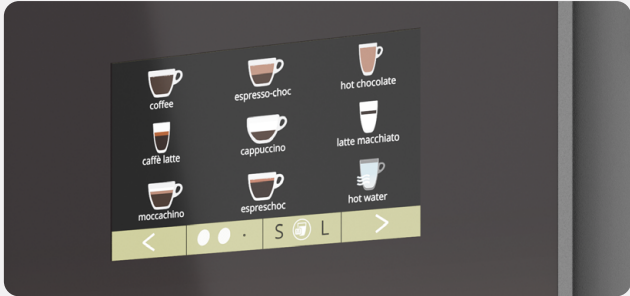 coffee
espresso-choc
hot chocolate
caffè latte
cappuccino
latte macchiato
moccachino
espreschoc
hot water
S L